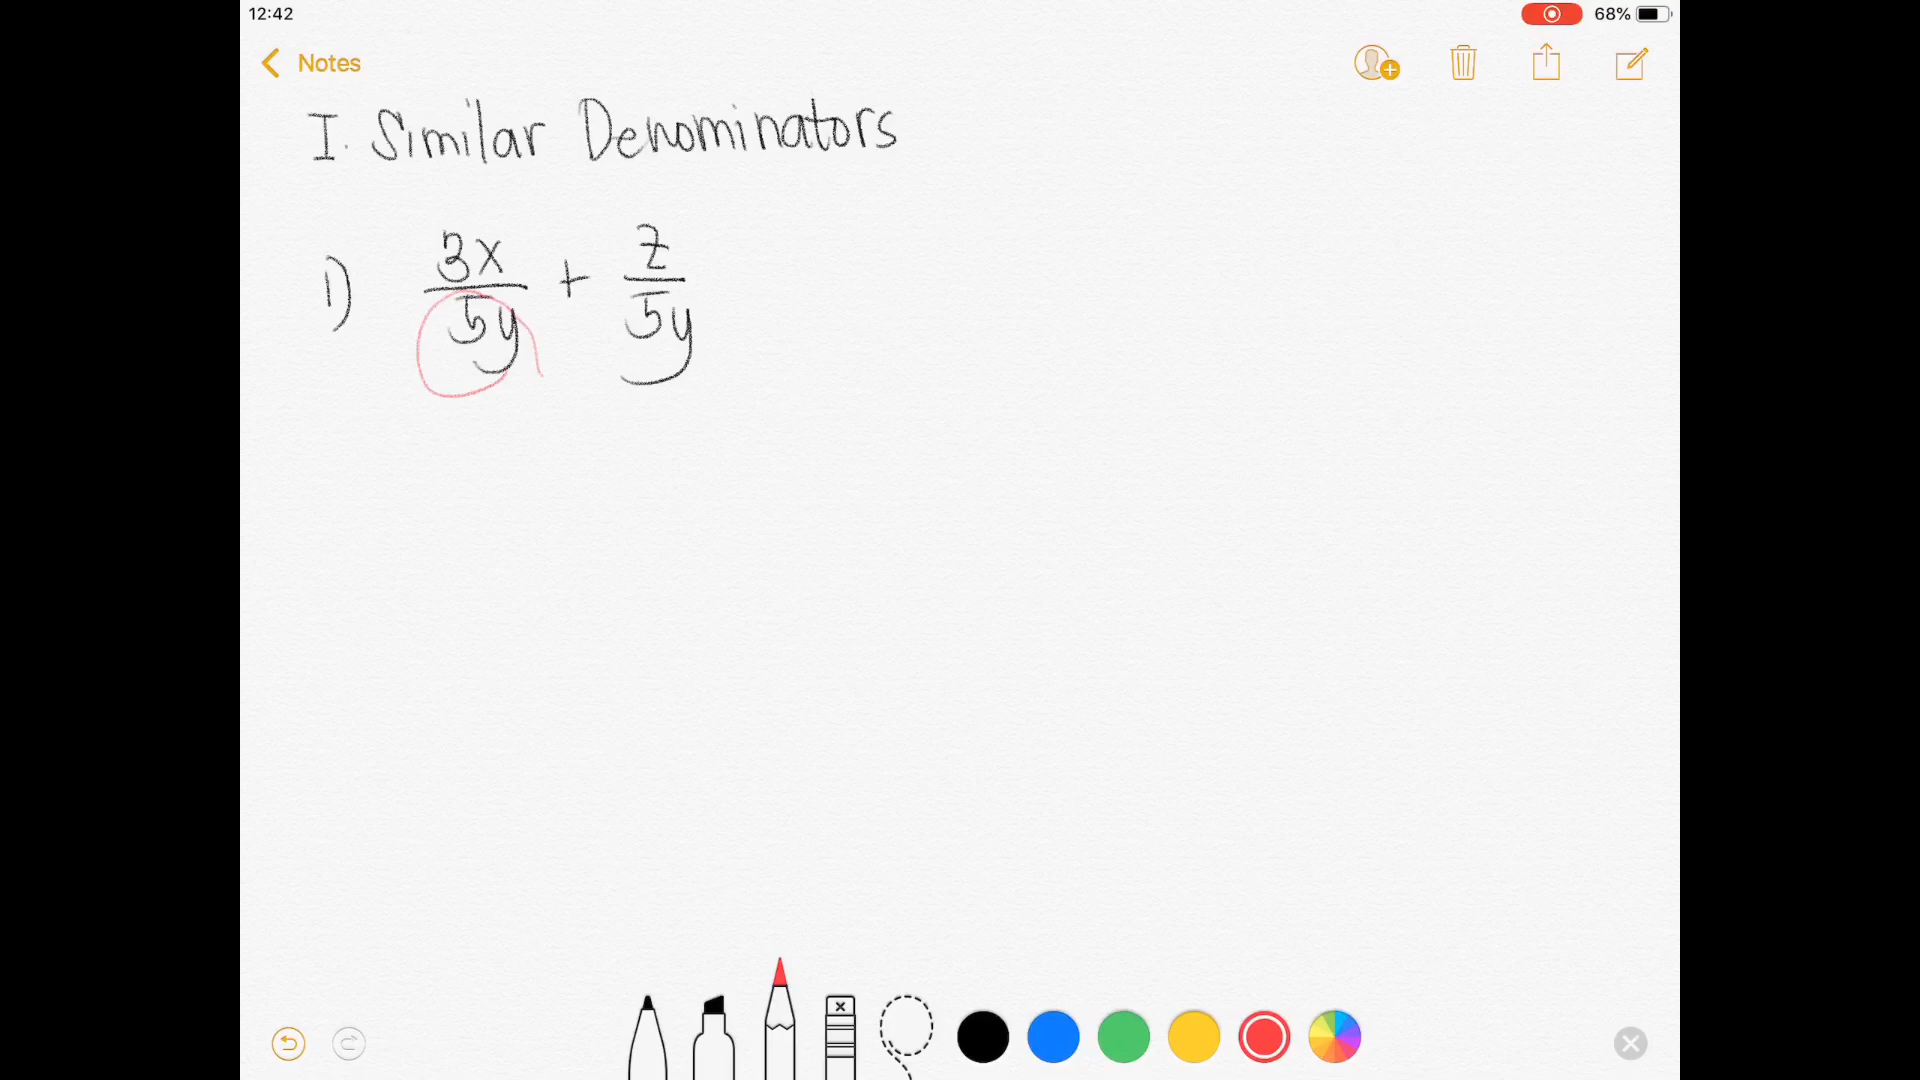 12:42
68%
Notes
I. Similar Denominators
1) 3x/5y + z/5y